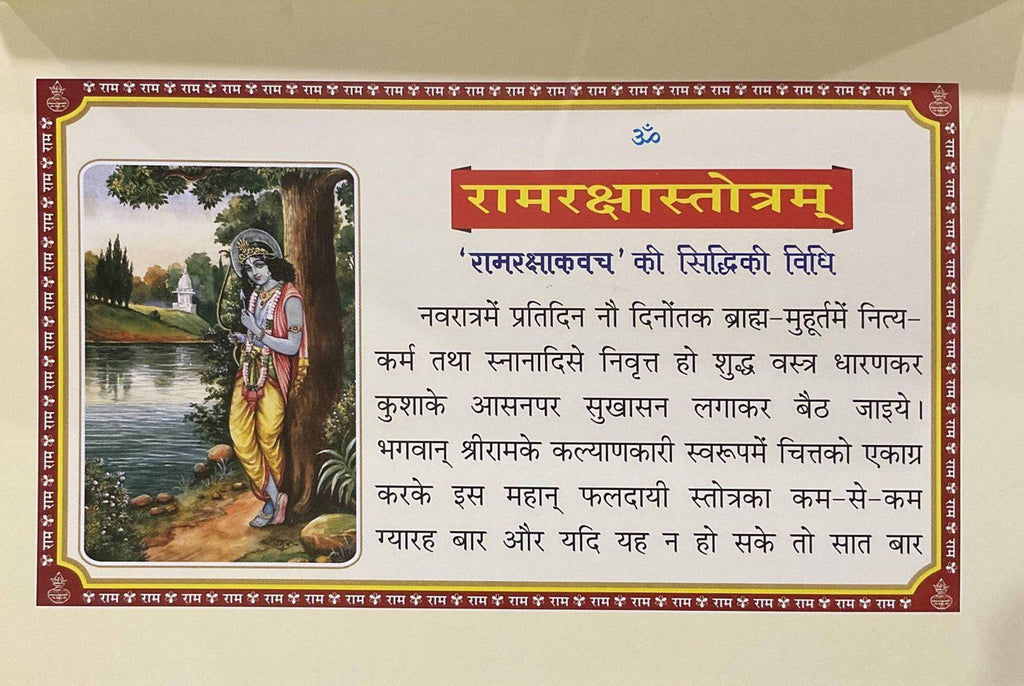 ॐ
रामरक्षास्तोत्रम्
'रामरक्षाकवच' की सिद्धिकी विधि
नवरात्रमें प्रतिदिन नौ दिनोंतक ब्राह्म-मुहूर्तमें नित्य-
कर्म तथा स्नानादिसे निवृत्त हो शुद्ध वस्त्र धारणकर
कुशाके आसनपर सुखासन लगाकर बैठ जाइये।
भगवान् श्रीरामके कल्याणकारी स्वरूपमें चित्तको एकाग्र
करके इस महान् फलदायी स्तोत्रका कम-से-कम
ग्यारह बार और यदि यह न हो सके तो सात बार